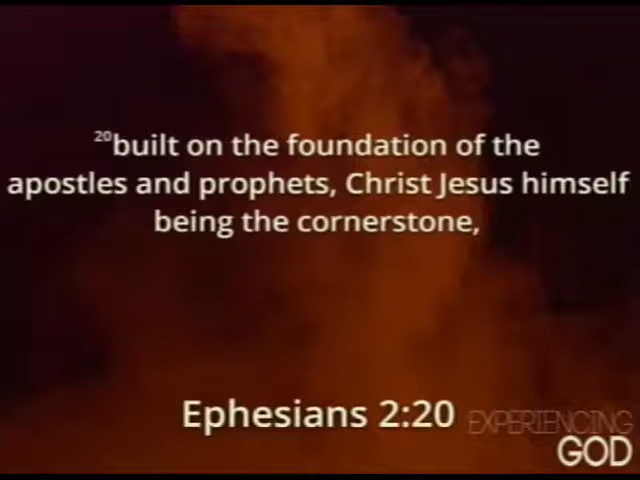 ²⁰built on the foundation of the
apostles and prophets, Christ Jesus himself
being the cornerstone,
Ephesians 2:20
EXPERIENCING
GOD